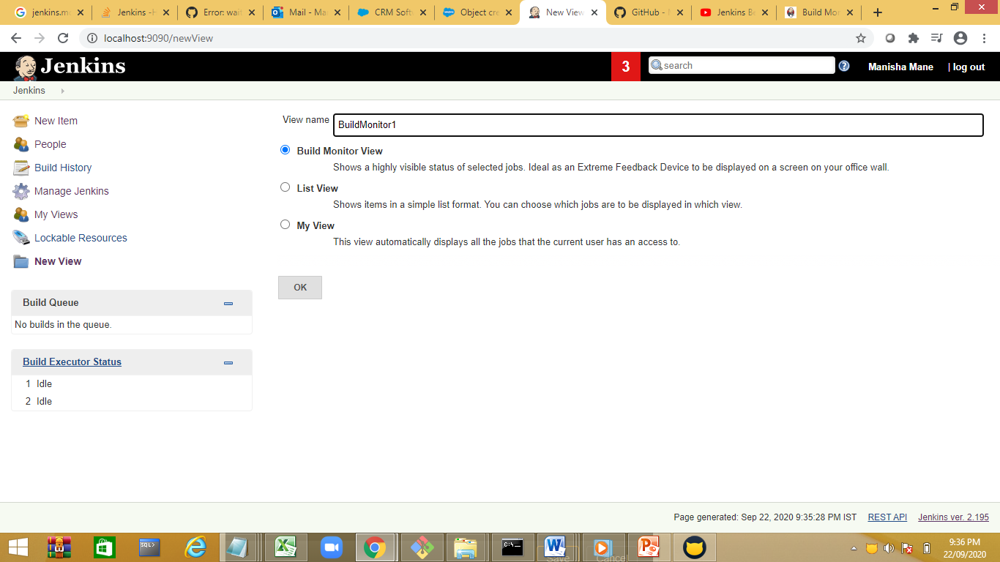 jenkins.m
Jenkins -H
Error: wai
Mail - Ma
CRM Soft
Object cre
New View
GitHub -
Jenkins Be
Build Mo
localhost:9090/newView
Jenkins
3
search
Manisha Mane
| log out
Jenkins
New Item
People
Build History
Manage Jenkins
My Views
Lockable Resources
New View
Build Queue
No builds in the queue.
Build Executor Status
1 Idle
2 Idle
View name BuildMonitor1
Build Monitor View
Shows a highly visible status of selected jobs. Ideal as an Extreme Feedback Device to be displayed on a screen on your office wall.
List View
Shows items in a simple list format. You can choose which jobs are to be displayed in which view.
My View
This view automatically displays all the jobs that the current user has an access to.
OK
Page generated: Sep 22, 2020 9:35:28 PM IST
REST API
Jenkins ver. 2.195
SQL>
C:\_
Save
Cancel
9:36 PM
22/09/2020